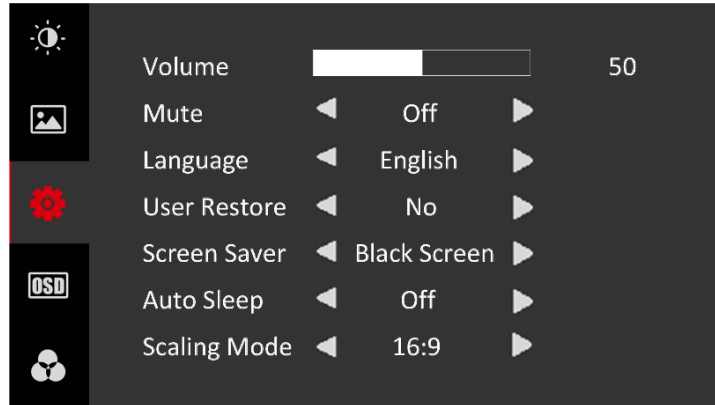 Volume 50
Mute Off
Language English
User Restore No
Screen Saver Black Screen
OSD
Auto Sleep Off
Scaling Mode 16:9